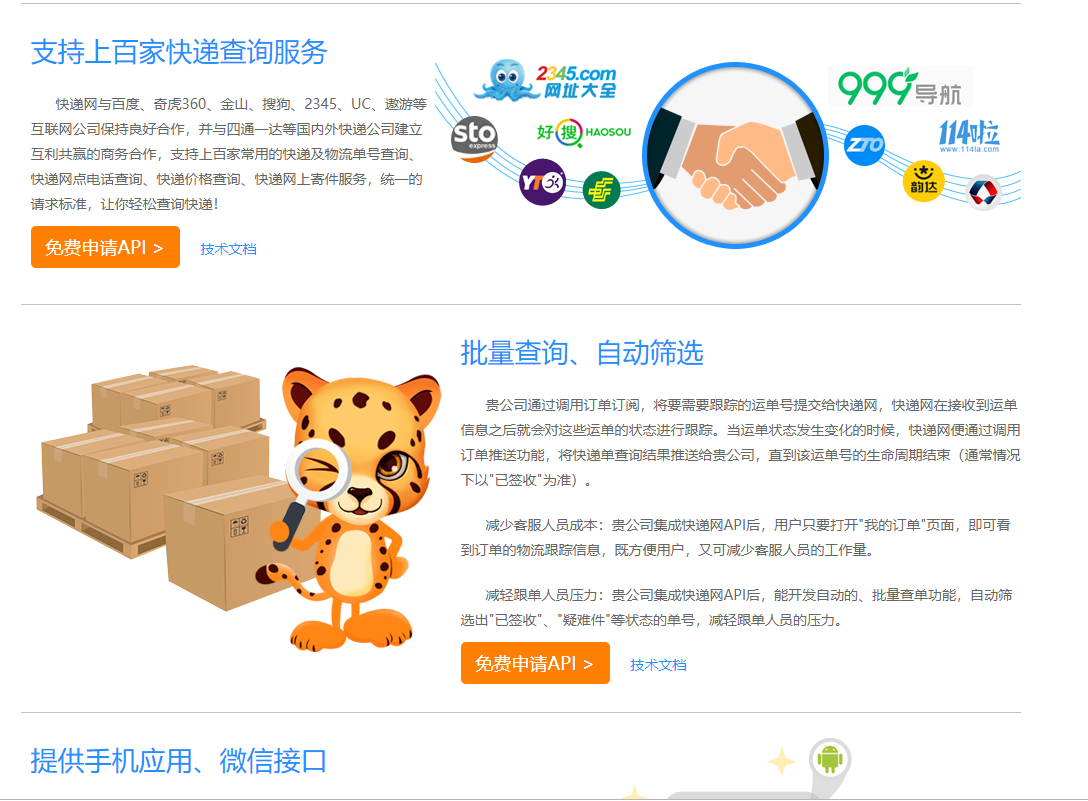 支持上百家快递查询服务
快递网与百度、奇虎360、金山、搜狗、2345、UC、遨游等
互联网公司保持良好合作，并与四通一达等国内外快递公司建立
互利共赢的商务合作，支持上百家常用的快递及物流单号查询、
快递网点电话查询、快递价格查询、快递网上寄件服务，统一的
请求标准，让你轻松查询快递！
免费申请API >
技术文档
2345.com
网址大全
sto
express
好搜 HAOSOU
YTO
999导航
ZTO
114啦
www.114la.com
韵达
批量查询、自动筛选
贵公司通过调用订单订阅，将要需要跟踪的运单号提交给快递网，快递网在接收到运单
信息之后就会对这些运单的状态进行跟踪。当运单状态发生变化的时候，快递网便通过调用
订单推送功能，将快递单查询结果推送给贵公司，直到该运单号的生命周期结束（通常情况
下以"已签收"为准）。
减少客服人员成本：贵公司集成快递网API后，用户只要打开"我的订单"页面，即可看
到订单的物流跟踪信息，既方便用户，又可减少客服人员的工作量。
减轻跟单人员压力：贵公司集成快递网API后，能开发自动的、批量查单功能，自动筛
选出"已签收"、"疑难件"等状态的单号，减轻跟单人员的压力。
免费申请API >
技术文档
提供手机应用、微信接口